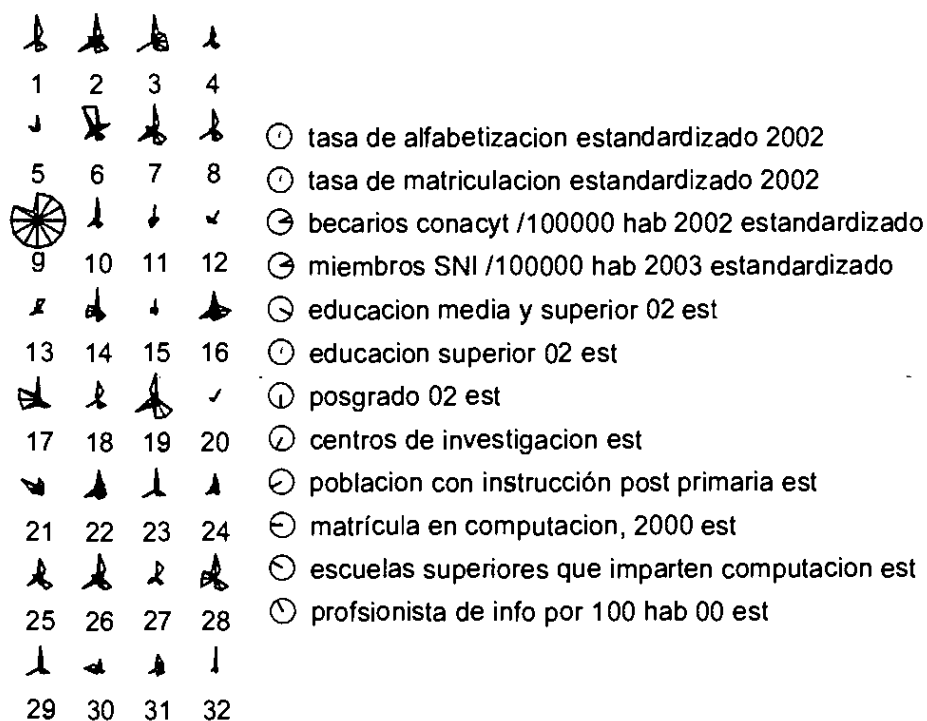 1 2 3 4
5 6 7 8
9 10 11 12
13 14 15 16
17 18 19 20
21 22 23 24
25 26 27 28
29 30 31 32
tasa de alfabetizacion estandardizado 2002
tasa de matriculacion estandardizado 2002
becarios conacyt /100000 hab 2002 estandardizado
miembros SNI /100000 hab 2003 estandardizado
educacion media y superior 02 est
educacion superior 02 est
posgrado 02 est
centros de investigacion est
poblacion con instrucción post primaria est
matrícula en computacion, 2000 est
escuelas superiores que imparten computacion est
profsionista de info por 100 hab 00 est